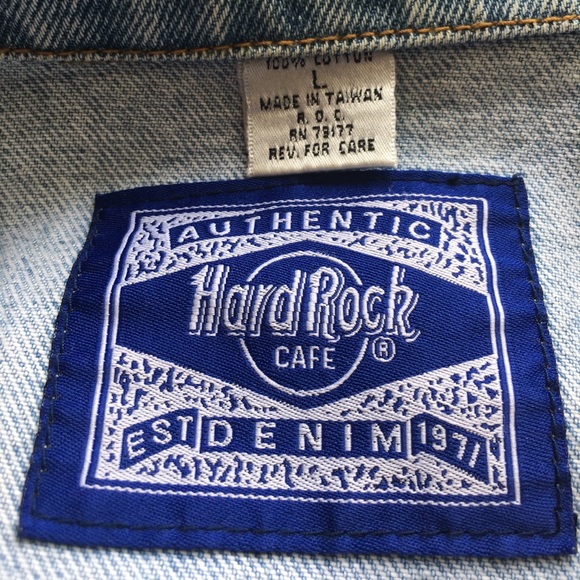 100% COTTON
L
MADE IN TAIWAN
R. O. C.
RN 79177
REV. FOR CARE
AUTHENTIC
Hard Rock
CAFE ®
EST DENIM 1971